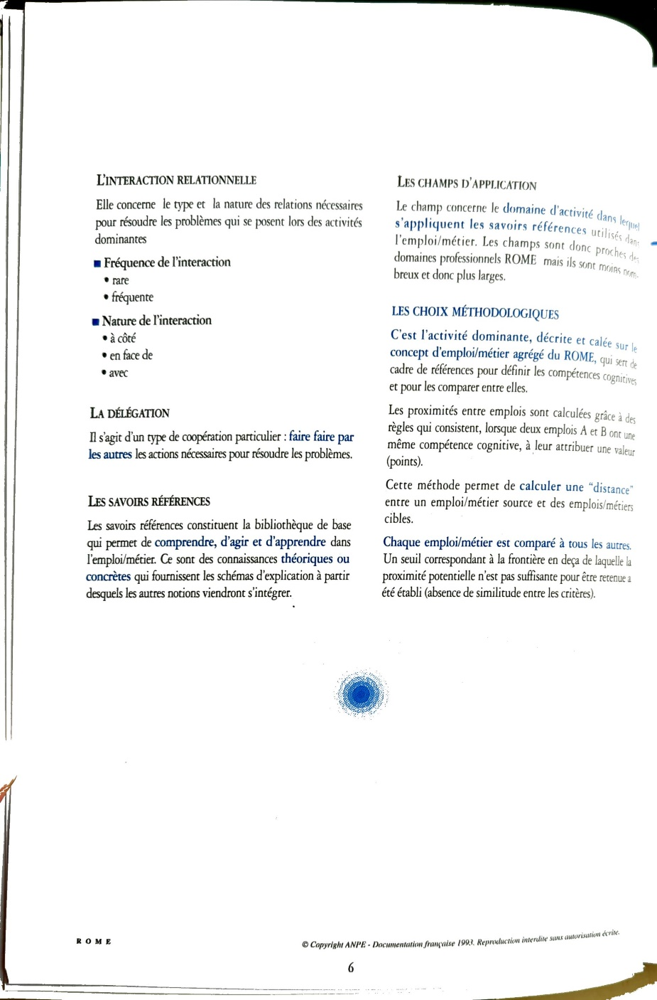 L'INTERACTION RELATIONNELLE
Elle concerne le type et la nature des relations nécessaires
pour résoudre les problèmes qui se posent lors des activités
dominantes
■ Fréquence de l'interaction
• rare
• fréquente
■ Nature de l'interaction
• à côté
• en face de
• avec
LA DÉLÉGATION
Il s'agit d'un type de coopération particulier : faire faire par
les autres les actions nécessaires pour résoudre les problèmes.
LES SAVOIRS RÉFÉRENCES
Les savoirs références constituent la bibliothèque de base
qui permet de comprendre, d'agir et d'apprendre dans
l'emploi/métier. Ce sont des connaissances théoriques ou
concrètes qui fournissent les schémas d'explication à partir
desquels les autres notions viendront s'intégrer.
LES CHAMPS D'APPLICATION
Le champ concerne le domaine d'activité dans lequel
s'appliquent les savoirs références utilisés dans
l'emploi/métier. Les champs sont donc proches des
domaines professionnels ROME mais ils sont moins nom-
breux et donc plus larges.
LES CHOIX MÉTHODOLOGIQUES
C'est l'activité dominante, décrite et calée sur le
concept d'emploi/métier agrégé du ROME, qui sert de
cadre de références pour définir les compétences cognitives
et pour les comparer entre elles.
Les proximités entre emplois sont calculées grâce à des
règles qui consistent, lorsque deux emplois A et B ont une
même compétence cognitive, à leur attribuer une valeur
(points).
Cette méthode permet de calculer une "distance"
entre un emploi/métier source et des emplois/métiers
cibles.
Chaque emploi/métier est comparé à tous les autres.
Un seuil correspondant à la frontière en deça de laquelle la
proximité potentielle n'est pas suffisante pour être retenue a
été établi (absence de similitude entre les critères).
ROME
© Copyright ANPE - Documentation française 1993. Reproduction interdite sans autorisation écrite.
6